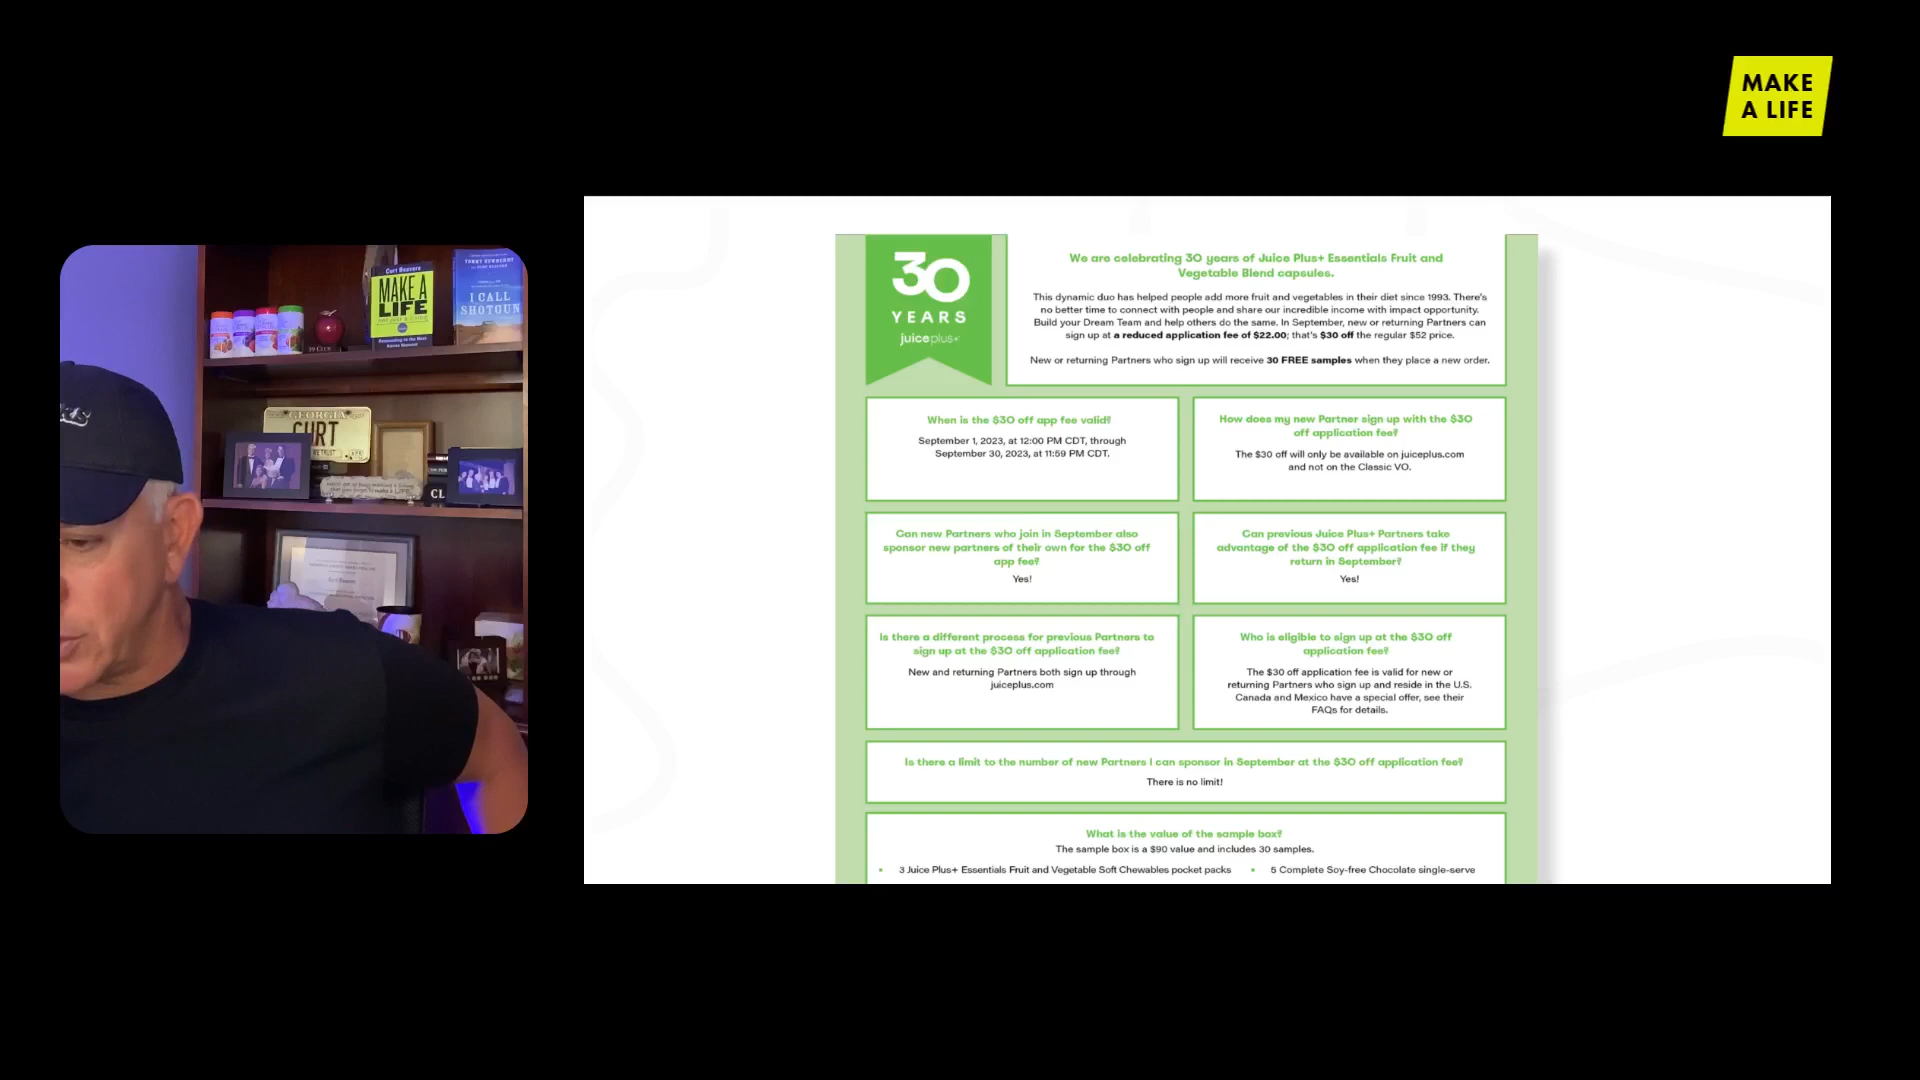 MAKE
A LIFE
Curt Beavers
MAKE A
LIFE
TOMMY NEWBERRY
I CALL
SHOTGUN
GEORGIA
CURT
WE TRUST
CL
30
YEARS
juiceplus+
We are celebrating 30 years of Juice Plus+ Essentials Fruit and
Vegetable Blend capsules.
This dynamic duo has helped people add more fruit and vegetables in their diet since 1993. There's
no better time to connect with people and share our incredible income with impact opportunity.
Build your Dream Team and help others do the same. In September, new or returning Partners can
sign up at a reduced application fee of $22.00; that's $30 off the regular $52 price.
New or returning Partners who sign up will receive 30 FREE samples when they place a new order.
When is the $30 off app fee valid?
September 1, 2023, at 12:00 PM CDT, through
September 30, 2023, at 11:59 PM CDT.
How does my new Partner sign up with the $30
off application fee?
The $30 off will only be available on juiceplus.com
and not on the Classic VO.
Can new Partners who join in September also
sponsor new partners of their own for the $30 off
app fee?
Yes!
Can previous Juice Plus+ Partners take
advantage of the $30 off application fee if they
return in September?
Yes!
Is there a different process for previous Partners to
sign up at the $30 off application fee?
New and returning Partners both sign up through
juiceplus.com
Who is eligible to sign up at the $30 off
application fee?
The $30 off application fee is valid for new or
returning Partners who sign up and reside in the U.S.
Canada and Mexico have a special offer, see their
FAQs for details.
Is there a limit to the number of new Partners I can sponsor in September at the $30 off application fee?
There is no limit!
What is the value of the sample box?
The sample box is a $90 value and includes 30 samples.
3 Juice Plus+ Essentials Fruit and Vegetable Soft Chewables pocket packs
5 Complete Soy-free Chocolate single-serve